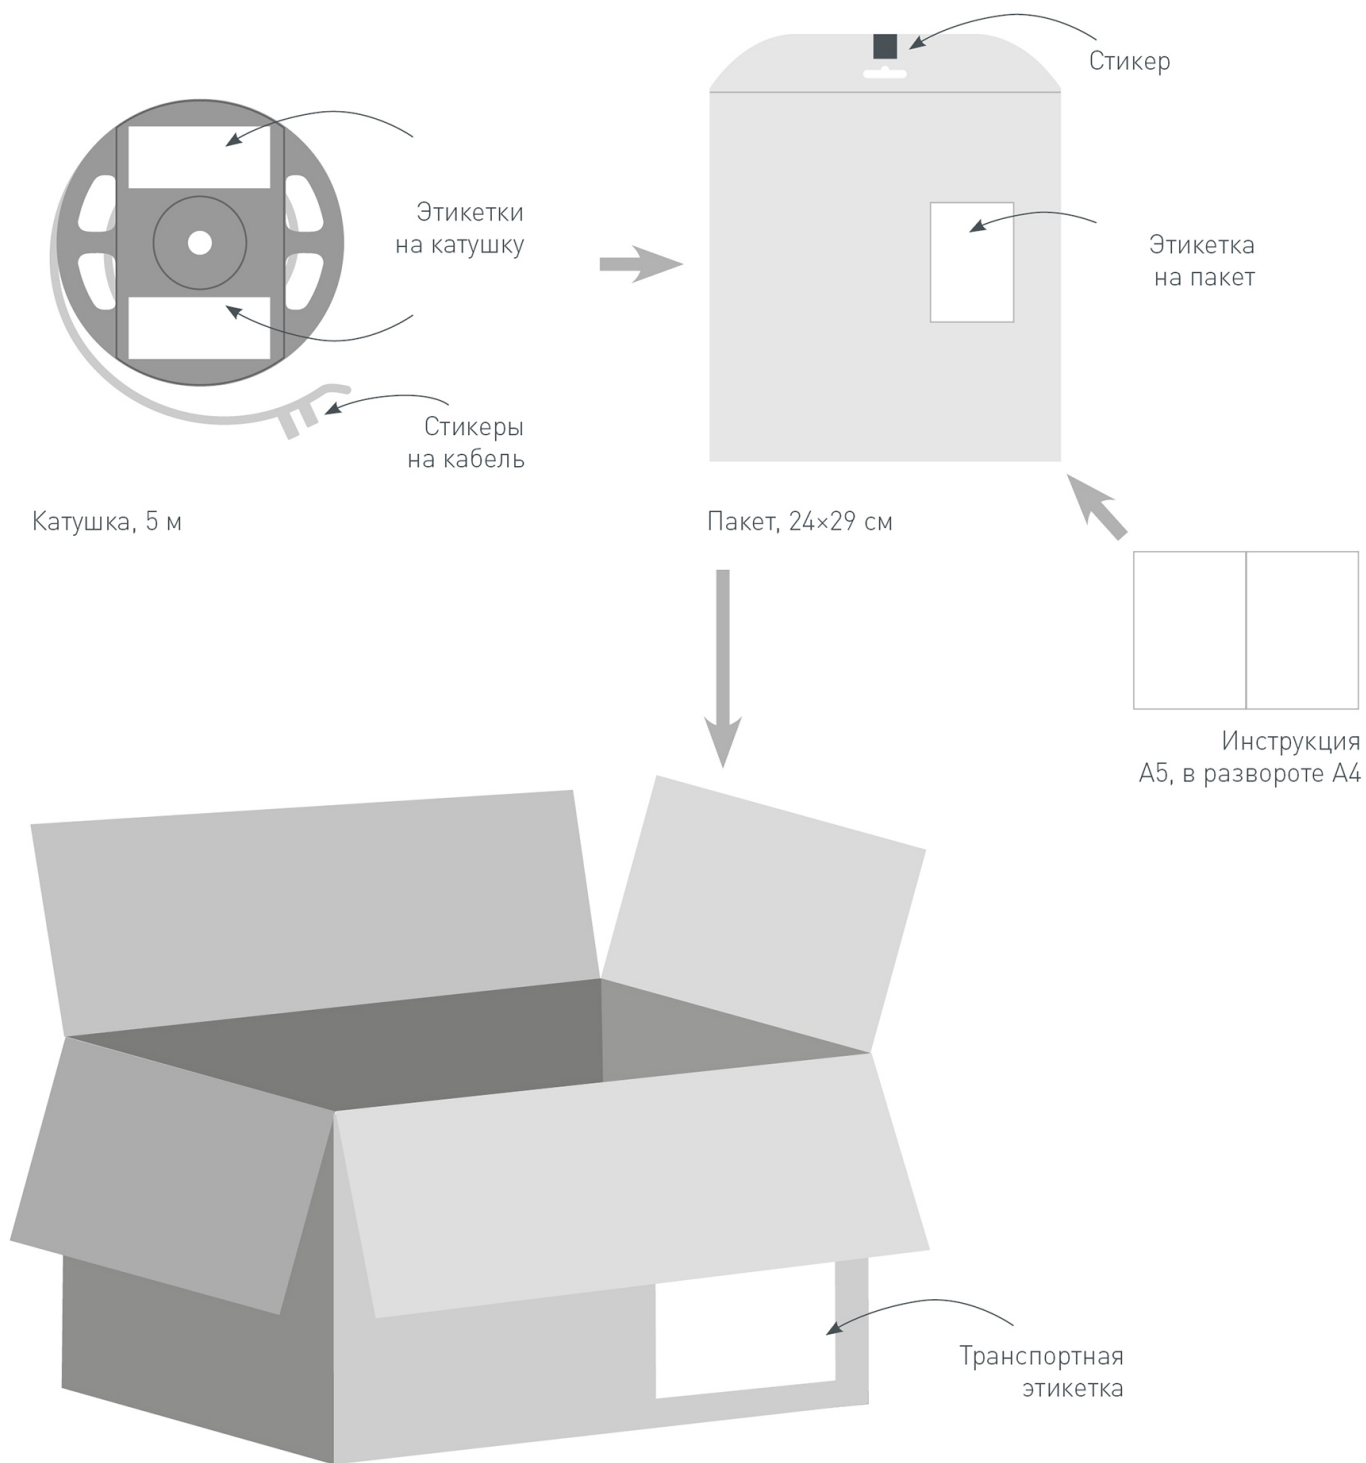 Стикер
Этикетки
на катушку
Этикетка
на пакет
Стикеры
на кабель
Катушка, 5 м
Пакет, 24×29 см
Инструкция
А5, в развороте А4
Транспортная
этикетка